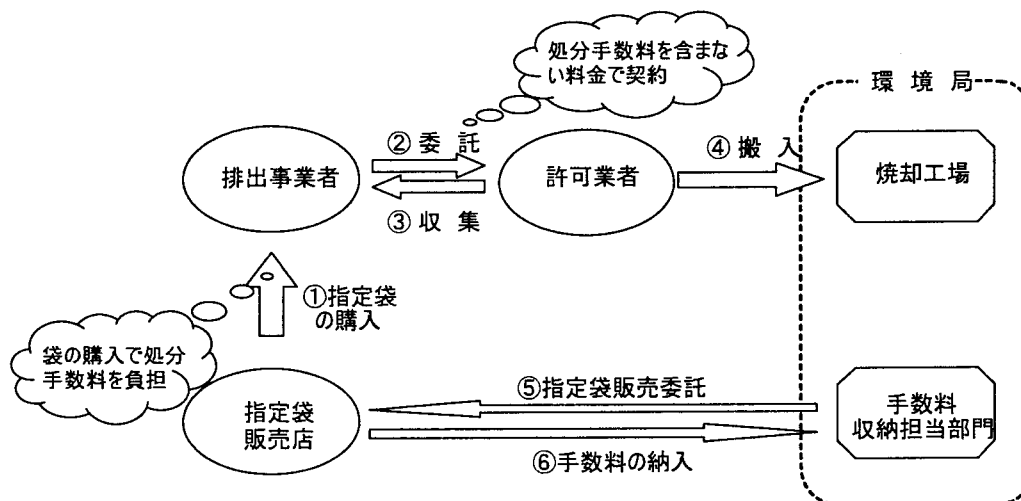 処分手数料を含まな
い料金で契約
環境局
②委託
④搬入
排出事業者
許可業者
焼却工場
③収集
①指定袋
の購入
袋の購入で処分
手数料を負担
⑤指定袋販売委託
指定袋
販売店
手数料
収納担当部門
⑥手数料の納入